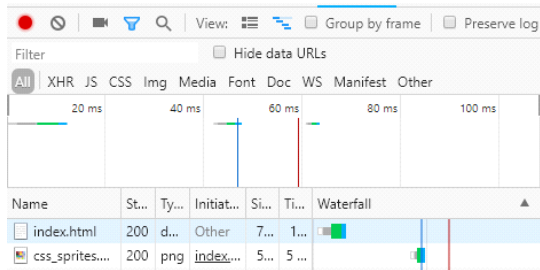 View: Group by frame Preserve log
Filter Hide data URLs
All XHR JS CSS Img Media Font Doc WS Manifest Other
20 ms 40 ms 60 ms 80 ms 100 ms
Name St... Ty... Initiat... Si... Ti... Waterfall
index.html 200 d... Other 7... 1...
css_sprites.... 200 png index.... 5... 5 ...